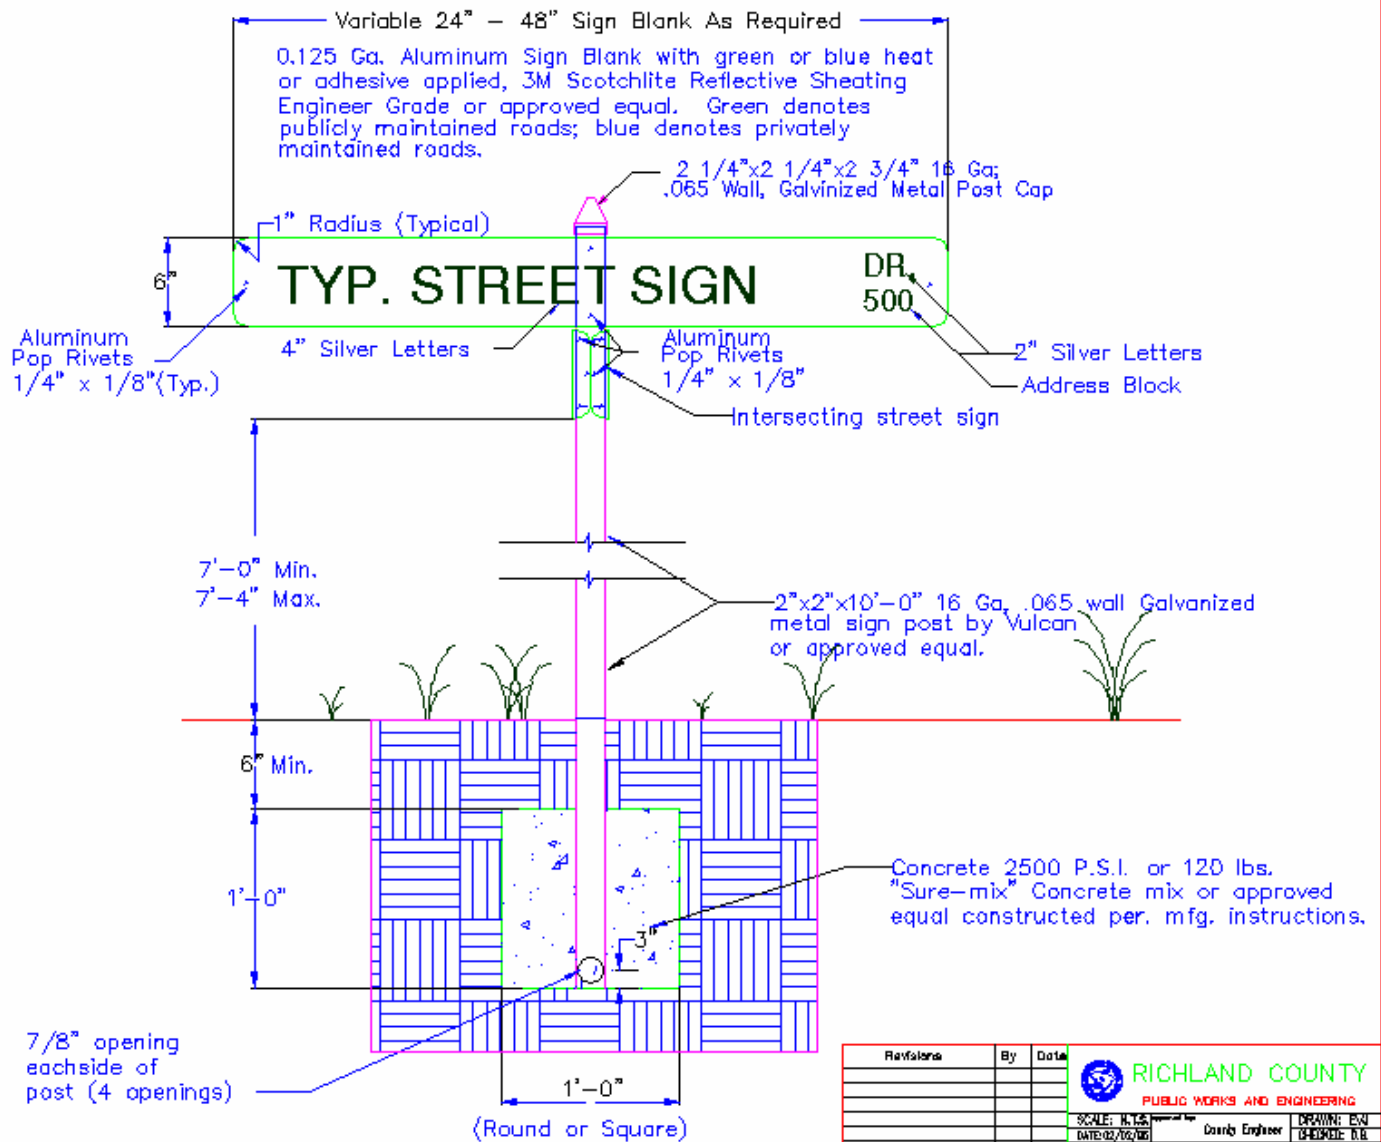 Variable 24" – 48" Sign Blank As Required
0.125 Ga. Aluminum Sign Blank with green or blue heat
or adhesive applied, 3M Scotchlite Reflective Sheating
Engineer Grade or approved equal. Green denotes
publicly maintained roads; blue denotes privately
maintained roads.
2 1/4"x2 1/4"x2 3/4" 16 Ga;
.065 Wall, Galvinized Metal Post Cap
1" Radius (Typical)
6"
TYP. STREET SIGN
DR.
500
Aluminum
Pop Rivets
1/4" x 1/8"(Typ.)
4" Silver Letters
Aluminum
Pop Rivets
1/4" x 1/8"
2" Silver Letters
Address Block
Intersecting street sign
7'-0" Min.
7'-4" Max.
2"x2"x10'-0" 16 Ga, .065 wall Galvanized
metal sign post by Vulcan
or approved equal.
6" Min.
1'-0"
Concrete 2500 P.S.I. or 120 lbs.
"Sure-mix" Concrete mix or approved
equal constructed per. mfg. instructions.
3"
7/8" opening
eachside of
post (4 openings)
1'-0"
(Round or Square)
Revisions By Date
RICHLAND COUNTY
PUBLIC WORKS AND ENGINEERING
SCALE: N.T.S.
County Engineer
DRAWN:
CHECKED: D.B.